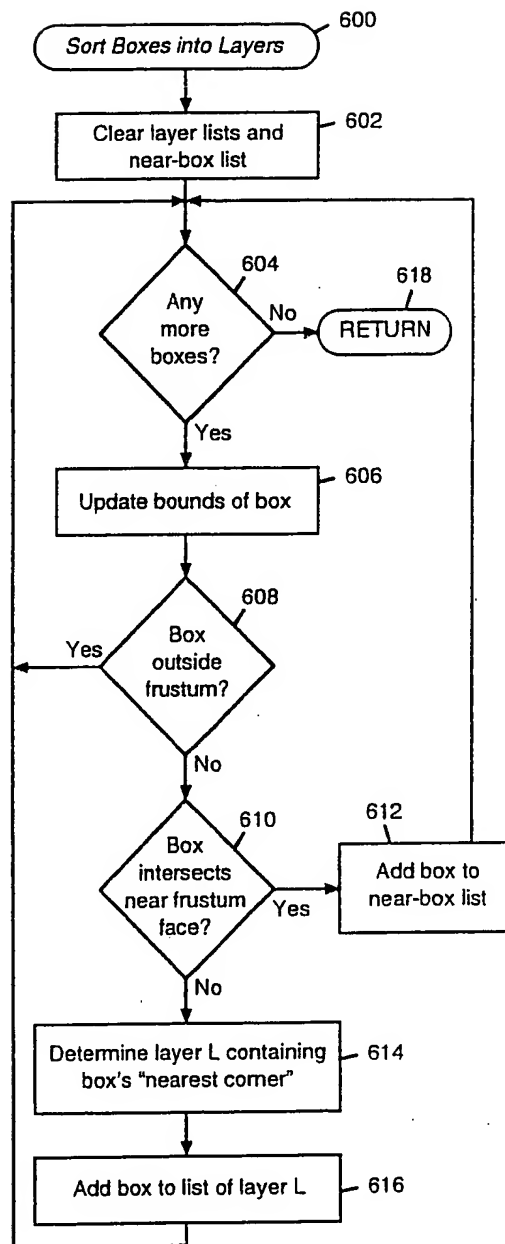 600
Sort Boxes into Layers
602
Clear layer lists and
near-box list
604
Any
more
boxes?
No
618
RETURN
Yes
606
Update bounds of box
608
Box
outside
frustum?
Yes
No
610
Box
intersects
near frustum
face?
Yes
612
Add box to
near-box list
No
614
Determine layer L containing
box's "nearest corner"
616
Add box to list of layer L